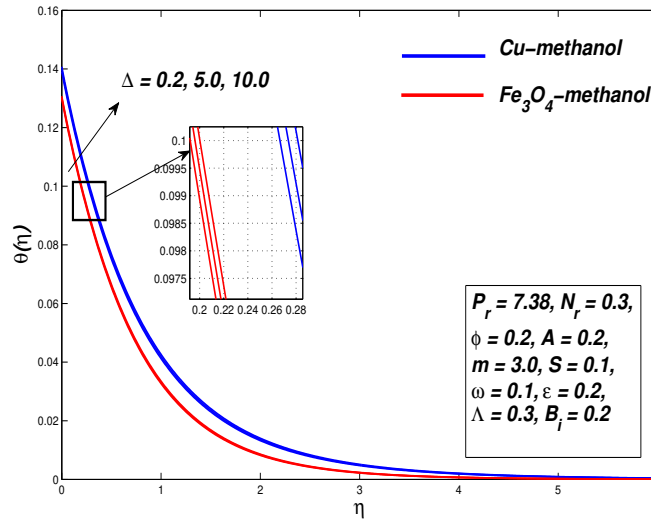 0.16
0.14
0.12
0.1
0.08
0.06
0.04
0.02
0
θ(η)
0 1 2 3 4 5
η
Δ = 0.2, 5.0, 10.0
Cu−methanol
Fe₃O₄−methanol
0.1
0.0995
0.099
0.0985
0.098
0.0975
0.2 0.22 0.24 0.26 0.28
P_r = 7.38, N_r = 0.3,
ϕ = 0.2, A = 0.2,
m = 3.0, S = 0.1,
ω = 0.1, ε = 0.2,
Λ = 0.3, B_i = 0.2